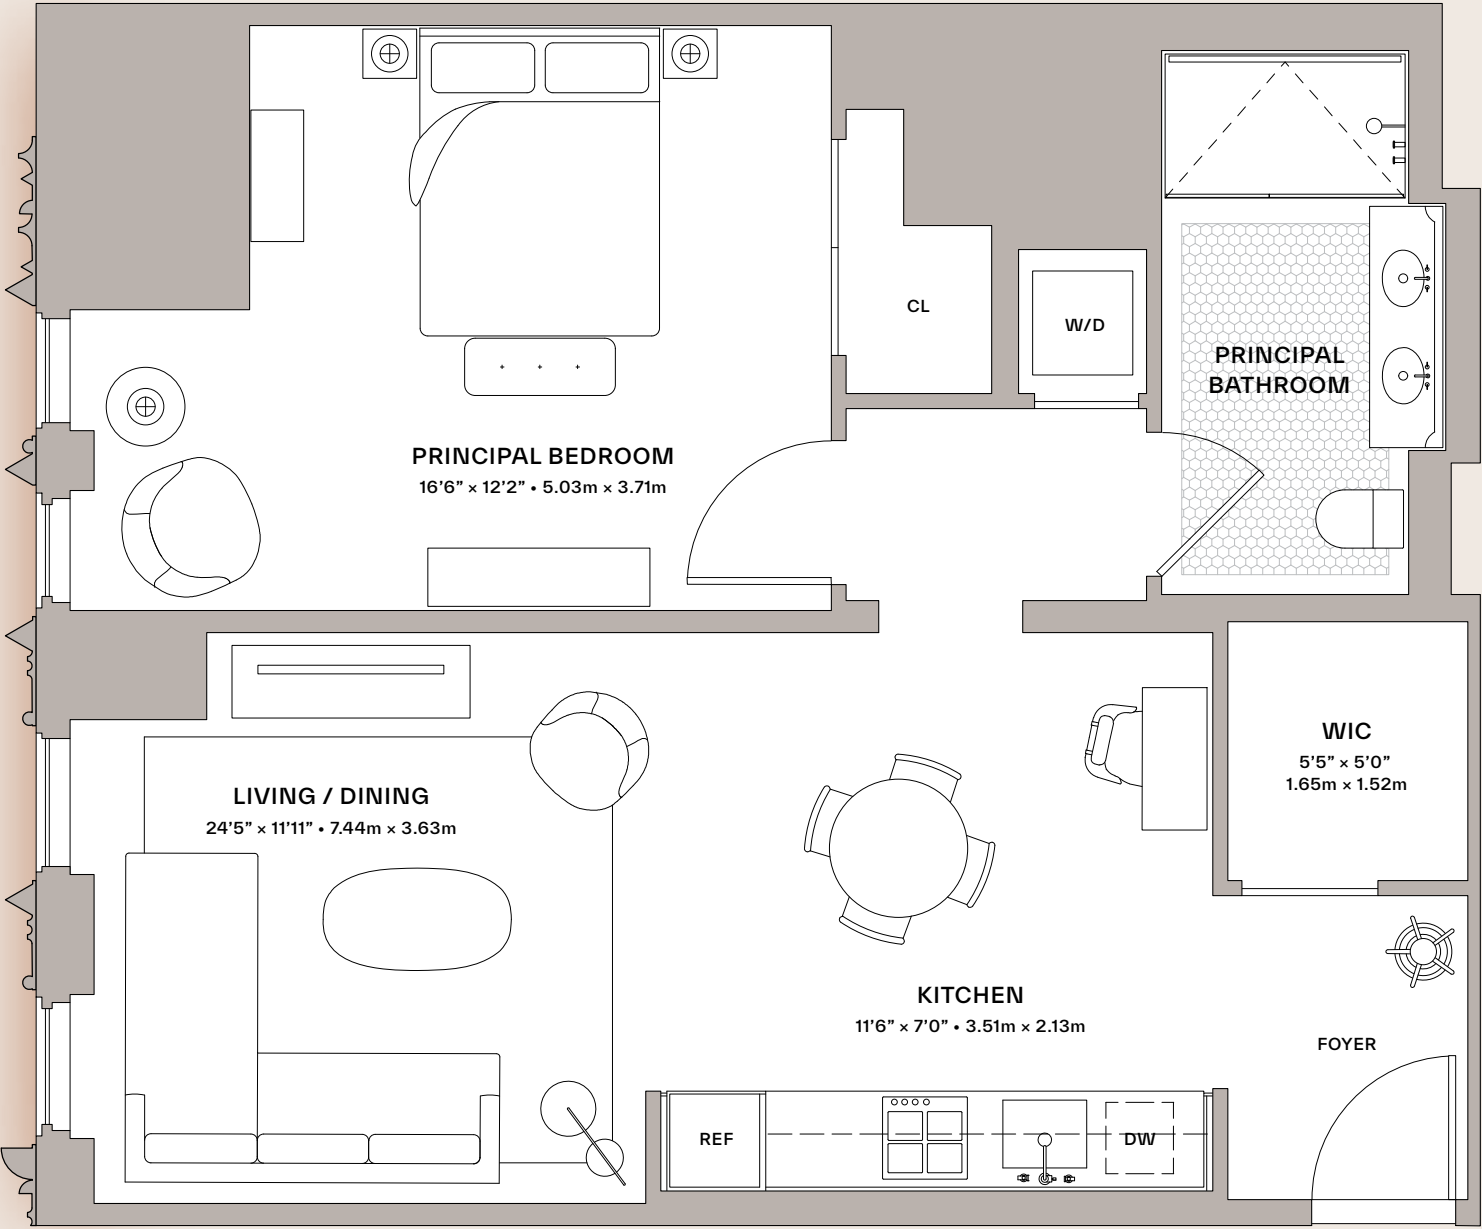 CL
W/D
PRINCIPAL
BATHROOM
PRINCIPAL BEDROOM
16’6” × 12’2” • 5.03m × 3.71m
WIC
5’5” × 5’0”
1.65m × 1.52m
LIVING / DINING
24’5” × 11’11” • 7.44m × 3.63m
KITCHEN
11’6” × 7’0” • 3.51m × 2.13m
FOYER
REF
DW